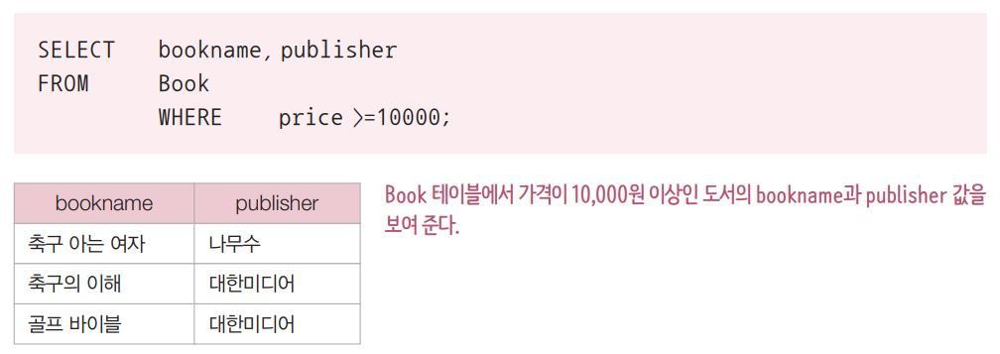 SELECT bookname, publisher
FROM Book
WHERE price >=10000;
bookname publisher
축구 아는 여자 나무수
축구의 이해 대한미디어
골프 바이블 대한미디어
Book 테이블에서 가격이 10,000원 이상인 도서의 bookname과 publisher 값을
보여 준다.